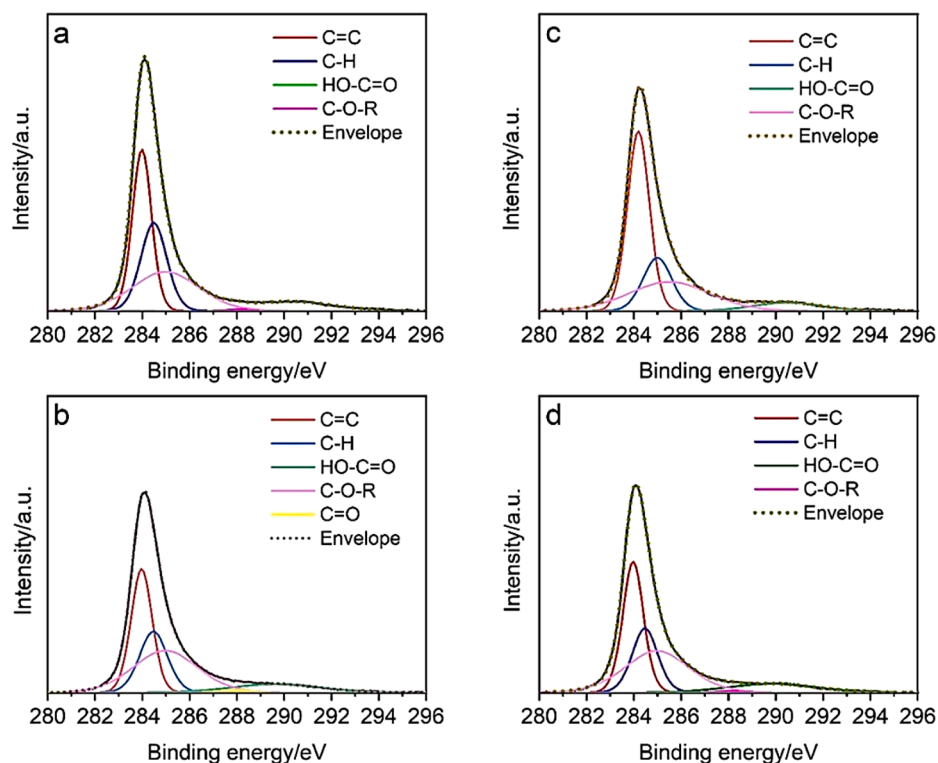 a
C=C
C-H
HO-C=O
C-O-R
Envelope
Intensity/a.u.
280 282 284 286 288 290 292 294 296
Binding energy/eV
c
C=C
C-H
HO-C=O
C-O-R
Envelope
Intensity/a.u.
280 282 284 286 288 290 292 294 296
Binding energy/eV
b
C=C
C-H
HO-C=O
C-O-R
C=O
Envelope
Intensity/a.u.
280 282 284 286 288 290 292 294 296
Binding energy/eV
d
C=C
C-H
HO-C=O
C-O-R
Envelope
Intensity/a.u.
280 282 284 286 288 290 292 294 296
Binding energy/eV